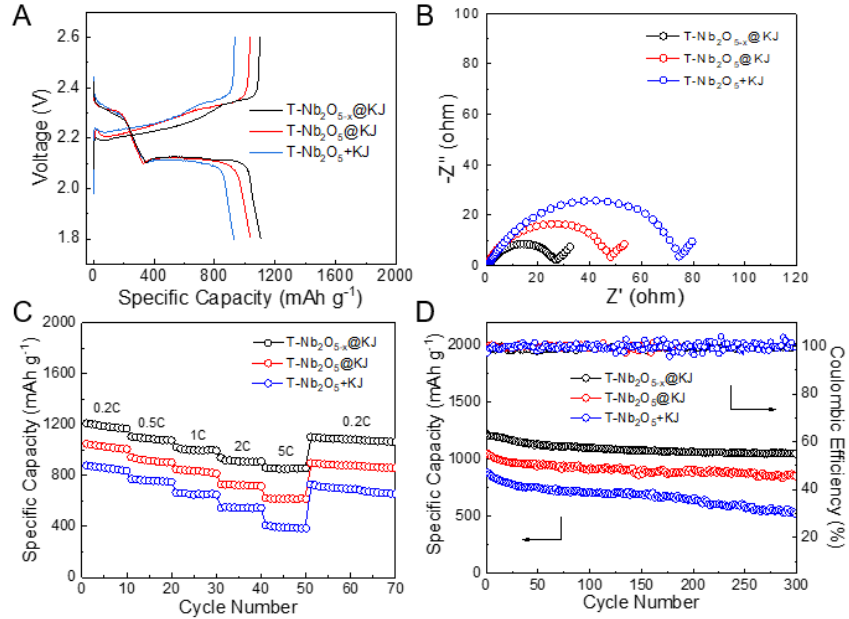 A
2.6
2.4
2.2
2.0
1.8
Voltage (V)
T-Nb₂O₅₋ₓ@KJ
T-Nb₂O₅@KJ
T-Nb₂O₅+KJ
0 400 800 1200 1600 2000
Specific Capacity (mAh g⁻¹)
B
100
80
60
40
20
0
-Z'' (ohm)
T-Nb₂O₅₋ₓ@KJ
T-Nb₂O₅@KJ
T-Nb₂O₅+KJ
0 20 40 60 80 100 120
Z' (ohm)
C
2000
1600
1200
800
400
0
Specific Capacity (mAh g⁻¹)
T-Nb₂O₅₋ₓ@KJ
T-Nb₂O₅@KJ
T-Nb₂O₅+KJ
0.2C 0.5C 1C 2C 5C 0.2C
0 10 20 30 40 50 60 70
Cycle Number
D
2000
1500
1000
500
0
Specific Capacity (mAh g⁻¹)
T-Nb₂O₅₋ₓ@KJ
T-Nb₂O₅@KJ
T-Nb₂O₅+KJ
100
80
60
40
20
Coulombic Efficiency (%)
0 50 100 150 200 250 300
Cycle Number